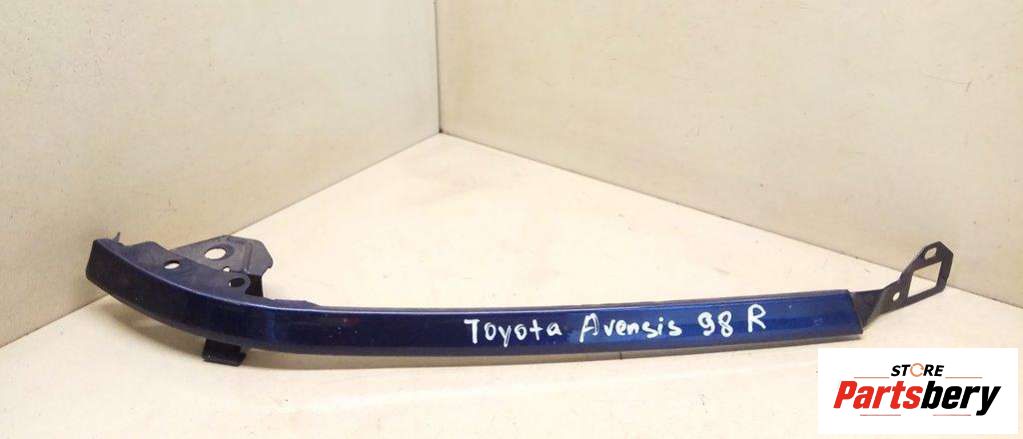 Toyota Avensis 98 R
STORE
Partsbery